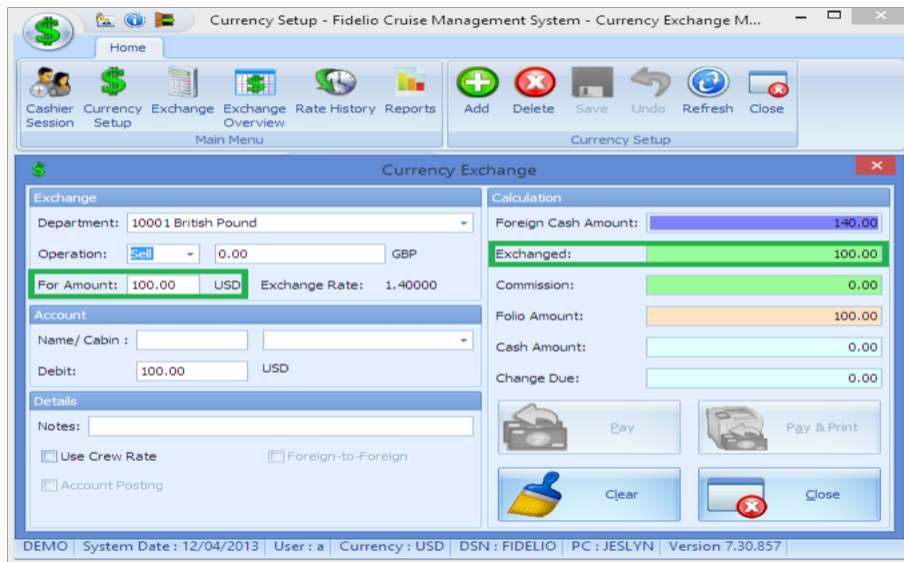 Currency Setup - Fidelio Cruise Management System - Currency Exchange M...
Home
Cashier Session
Currency Setup
Exchange
Exchange Overview
Rate History
Reports
Add
Delete
Save
Undo
Refresh
Close
Main Menu
Currency Setup
Currency Exchange
Exchange
Department: 10001 British Pound
Operation: Sell 0.00 GBP
For Amount: 100.00 USD Exchange Rate: 1.40000
Account
Name/ Cabin :
Debit: 100.00 USD
Details
Notes:
Use Crew Rate Foreign-to-Foreign
Account Posting
Calculation
Foreign Cash Amount: 140.00
Exchanged: 100.00
Commission: 0.00
Folio Amount: 100.00
Cash Amount: 0.00
Change Due: 0.00
Pay Pay & Print
Clear Close
DEMO System Date : 12/04/2013 User : a Currency : USD DSN : FIDELIO PC : JESLYN Version 7.30.857